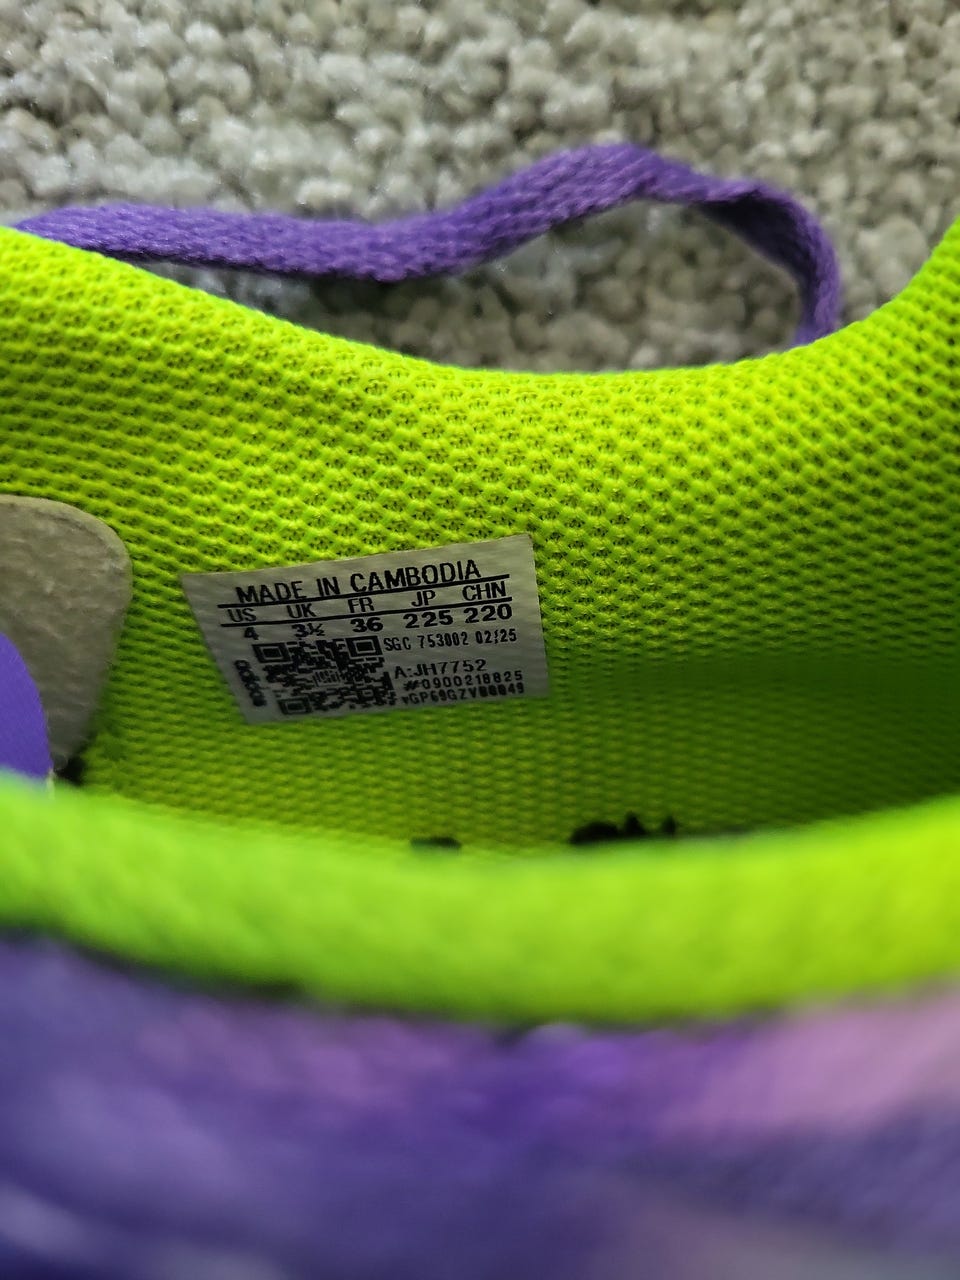 MADE IN CAMBODIA
US UK FR JP CHN
4 3½ 36 225 220
SGC 753002 02/25
A:JH7752
#0900218825